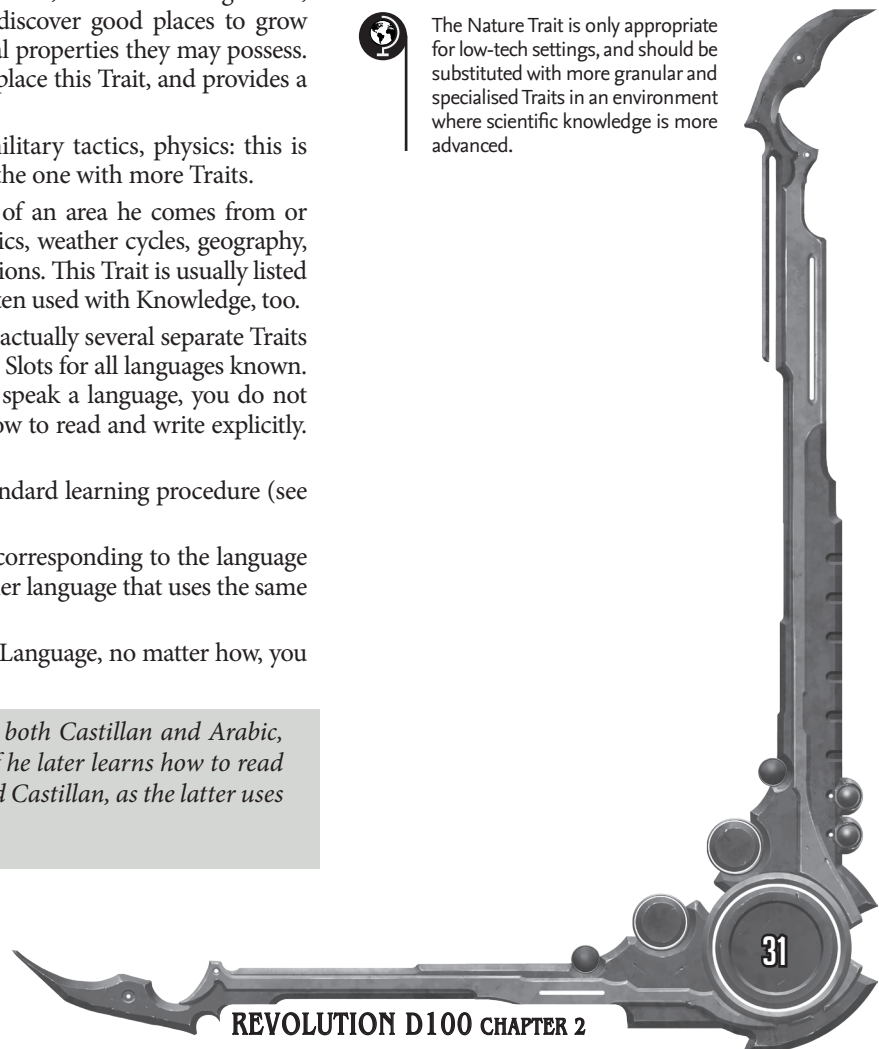 discover good places to grow
al properties they may possess.
place this Trait, and provides a
military tactics, physics: this is
the one with more Traits.
of an area he comes from or
ics, weather cycles, geography,
ions. This Trait is usually listed
ten used with Knowledge, too.
actually several separate Traits
Slots for all languages known.
speak a language, you do not
ow to read and write explicitly.
ndard learning procedure (see
corresponding to the language
er language that uses the same
Language, no matter how, you
both Castillan and Arabic,
f he later learns how to read
d Castillan, as the latter uses
The Nature Trait is only appropriate
for low-tech settings, and should be
substituted with more granular and
specialised Traits in an environment
where scientific knowledge is more
advanced.
31
REVOLUTION D100 CHAPTER 2